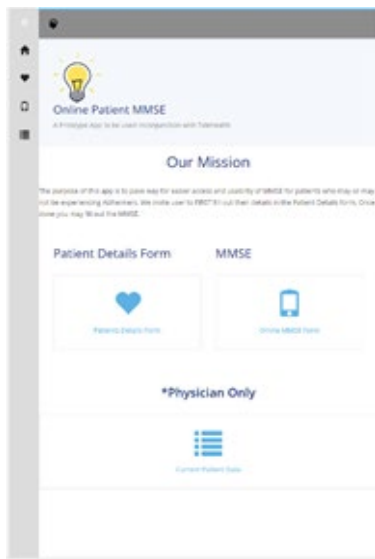 Online Patient MMSE
A Prototype App to be used in conjunction with Telehealth
Our Mission
The purpose of this app is to pave way for easier access and usability of MMSE for patients who may or may
not be experiencing Alzheimers. We invite user to FIRST fill out their details in the Patient Details form, Once
done you may fill out the MMSE.
Patient Details Form
MMSE
Patients Details Form
Online MMSE Form
*Physician Only
Current Patient Data